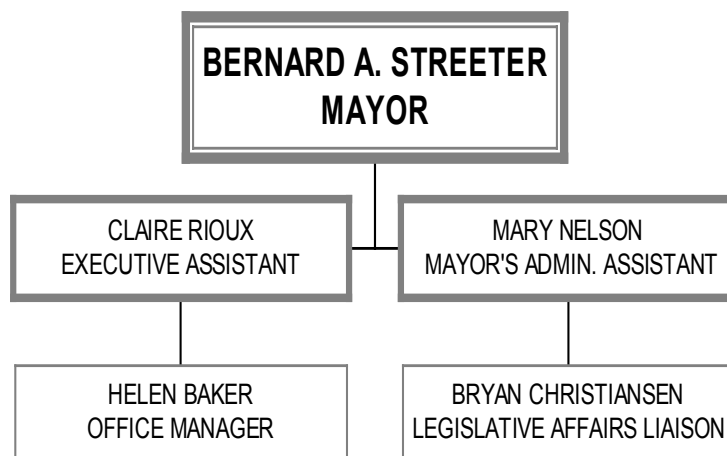 BERNARD A. STREETER
MAYOR
CLAIRE RIOUX
EXECUTIVE ASSISTANT
MARY NELSON
MAYOR'S ADMIN. ASSISTANT
HELEN BAKER
OFFICE MANAGER
BRYAN CHRISTIANSEN
LEGISLATIVE AFFAIRS LIAISON